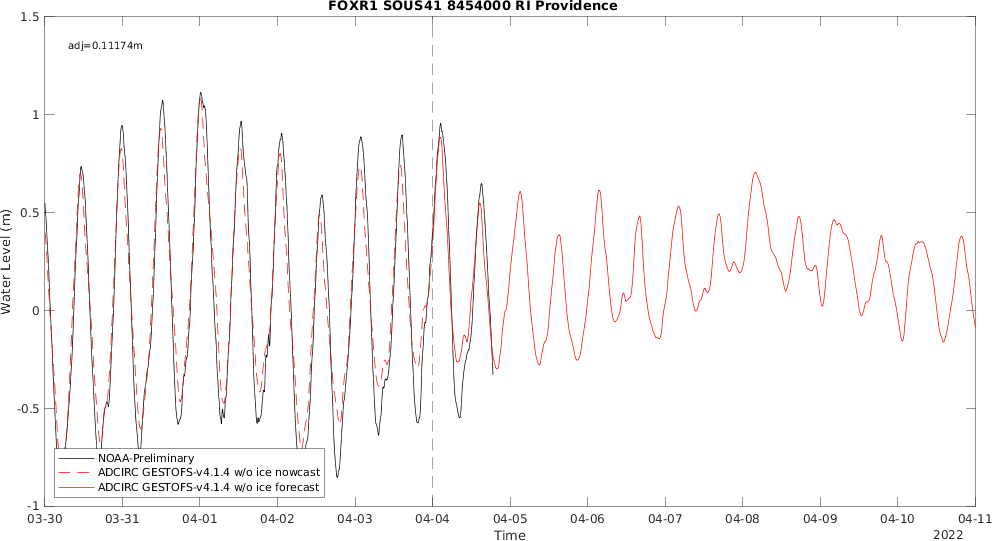 FOXR1 SOUS41 8454000 RI Providence
adj=0.11174m
Water Level (m)
1.5
1
0.5
0
-0.5
-1
NOAA-Preliminary
ADCIRC GESTOFS-v4.1.4 w/o ice nowcast
ADCIRC GESTOFS-v4.1.4 w/o ice forecast
03-30 03-31 04-01 04-02 04-03 04-04 04-05 04-06 04-07 04-08 04-09 04-10 04-11
Time
2022